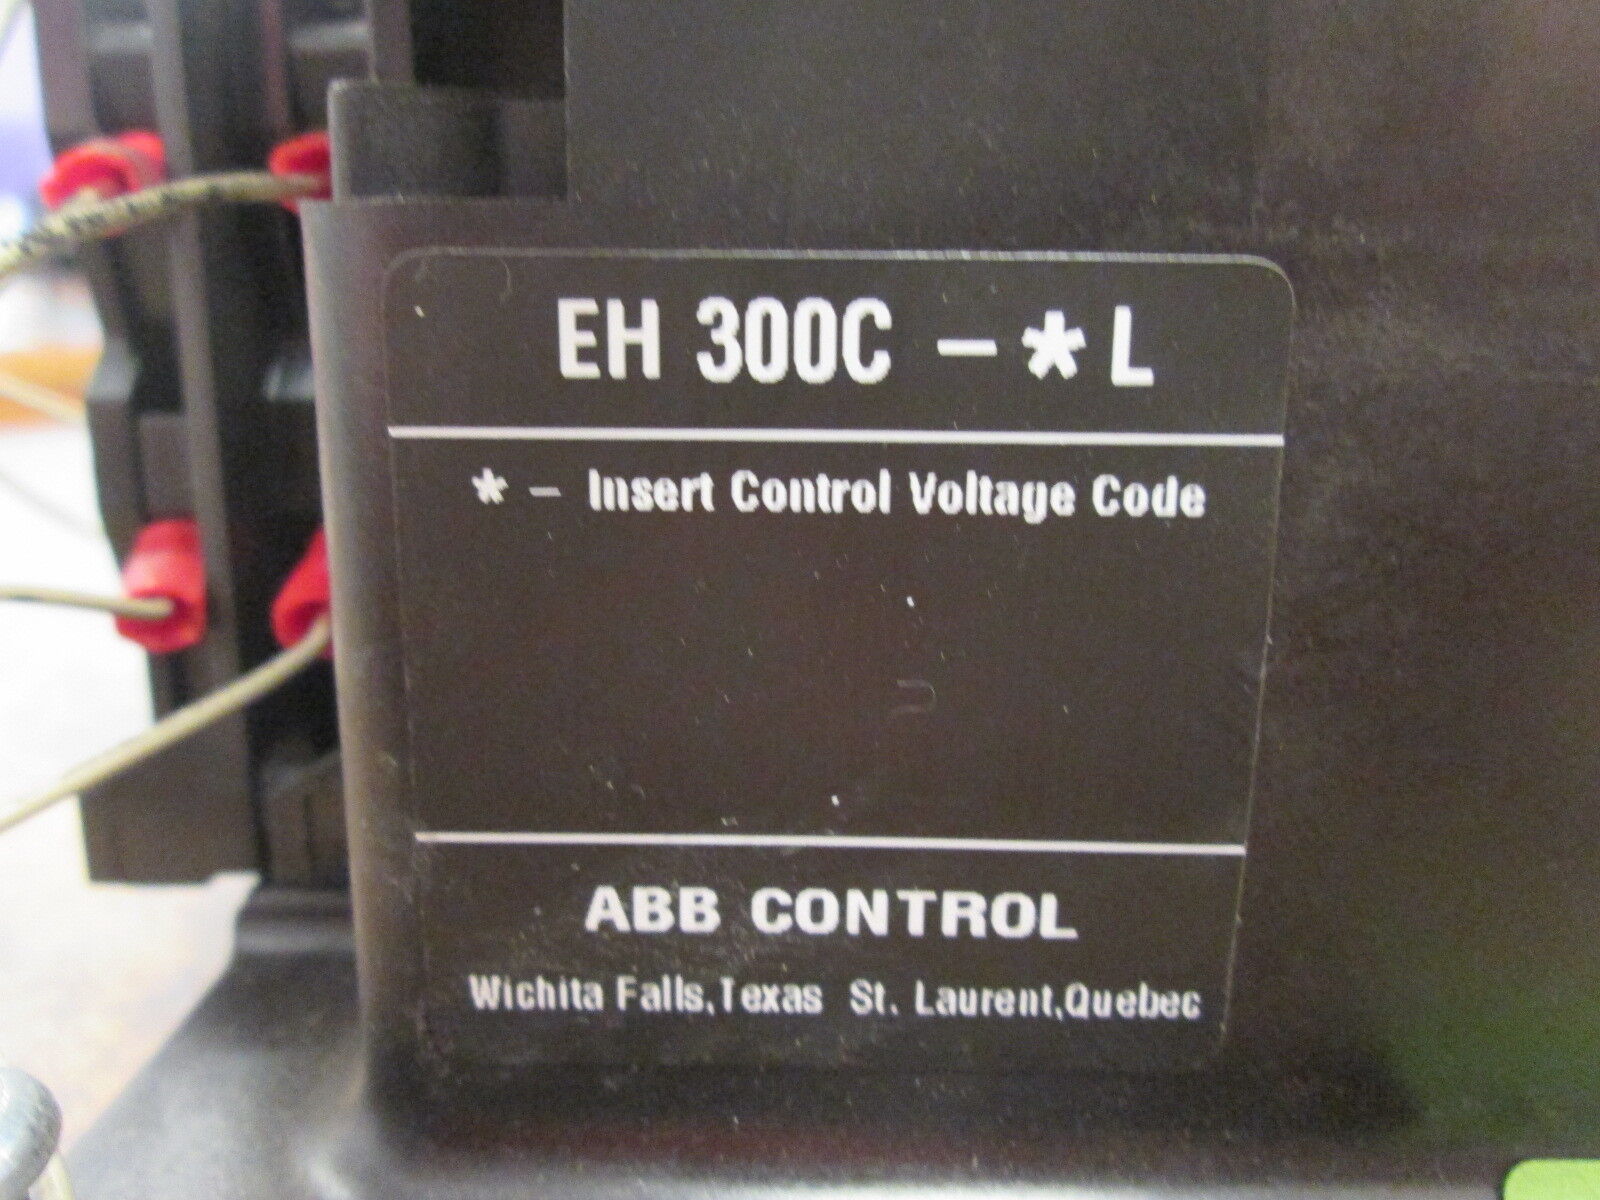 EH 300C - *L
* - Insert Control Voltage Code
ABB CONTROL
Wichita Falls,Texas St. Laurent,Quebec